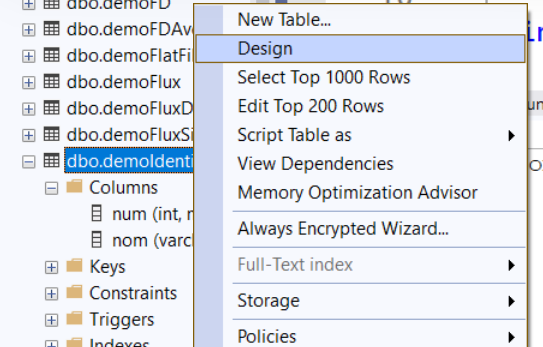 dbo.demoFD
dbo.demoFDAve
dbo.demoFlatFi
dbo.demoFlux
dbo.demoFluxD
dbo.demoFluxSi
dbo.demoIdenti
Columns
num (int, n
nom (varch
Keys
Constraints
Triggers
Indexes
New Table...
Design
Select Top 1000 Rows
Edit Top 200 Rows
Script Table as
View Dependencies
Memory Optimization Advisor
Always Encrypted Wizard...
Full-Text index
Storage
Policies